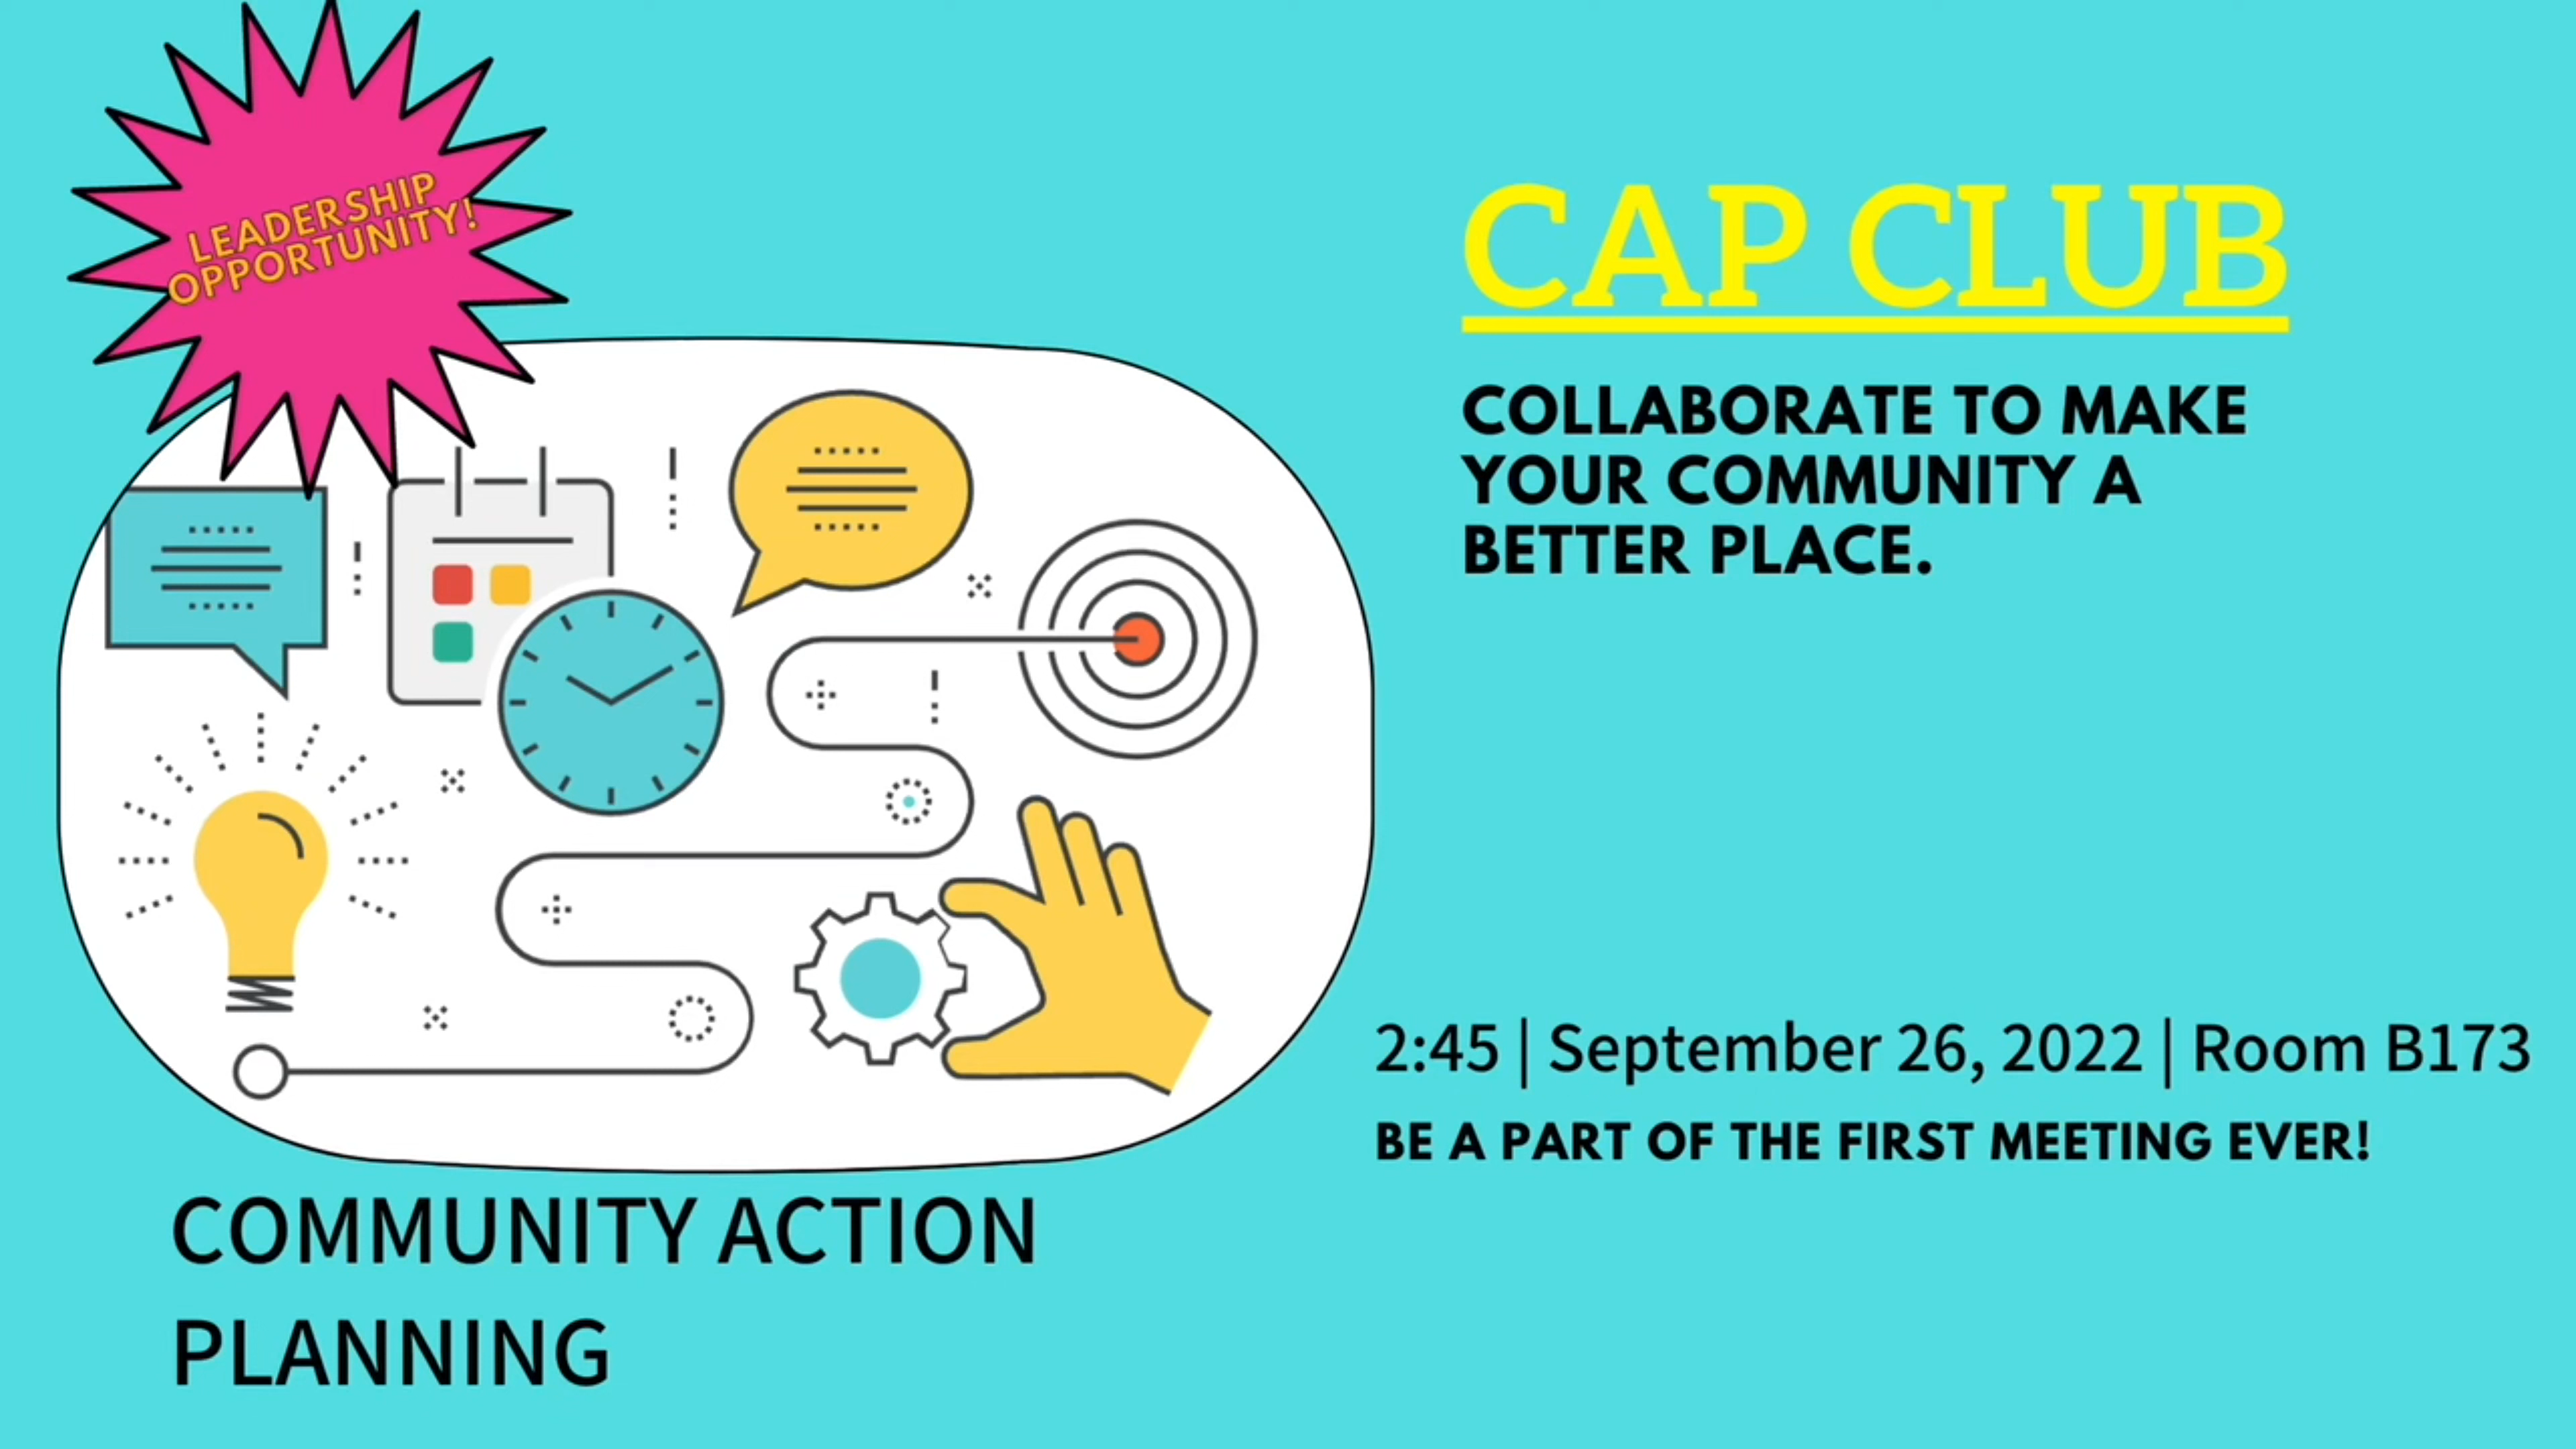 LEADERSHIP
OPPORTUNITY!
CAP CLUB
COLLABORATE TO MAKE
YOUR COMMUNITY A
BETTER PLACE.
2:45 | September 26, 2022 | Room B173
BE A PART OF THE FIRST MEETING EVER!
COMMUNITY ACTION
PLANNING